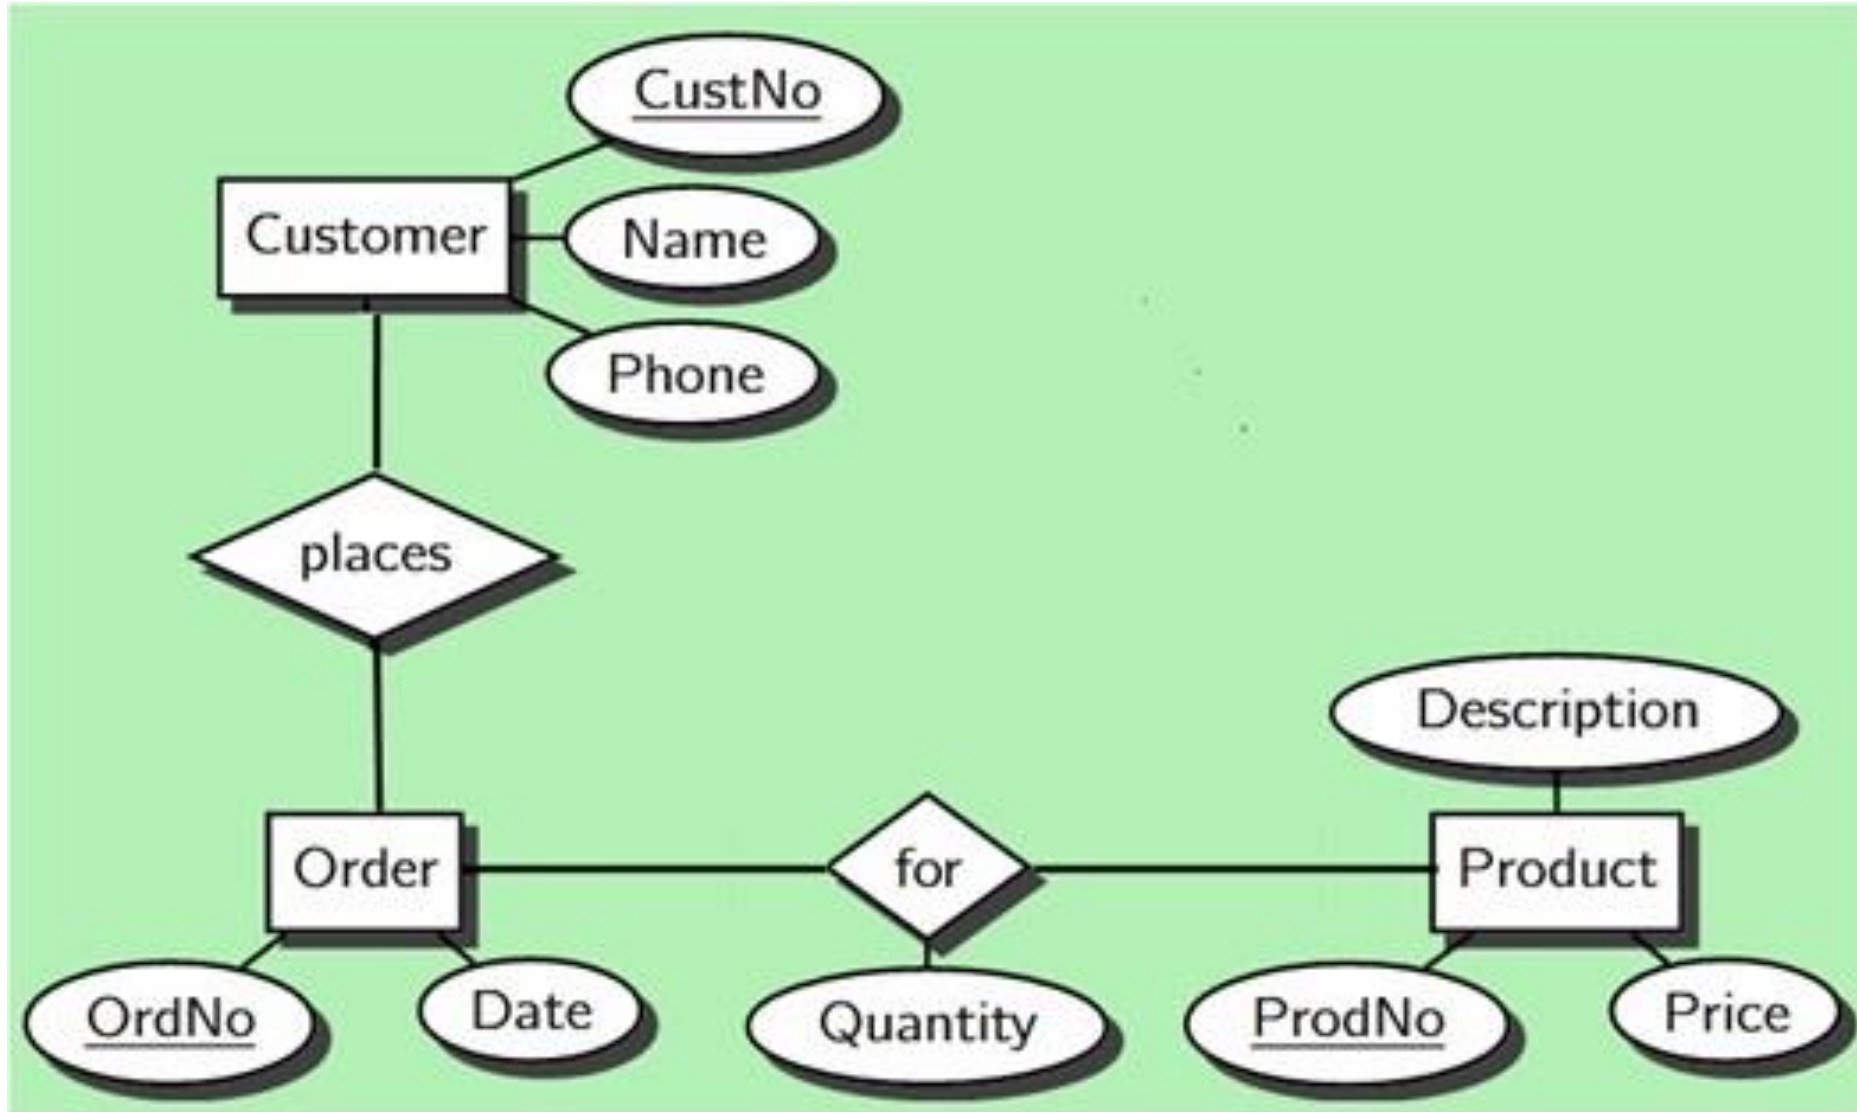 CustNo
Customer
Name
Phone
places
Description
Order
for
Product
OrdNo
Date
Quantity
ProdNo
Price